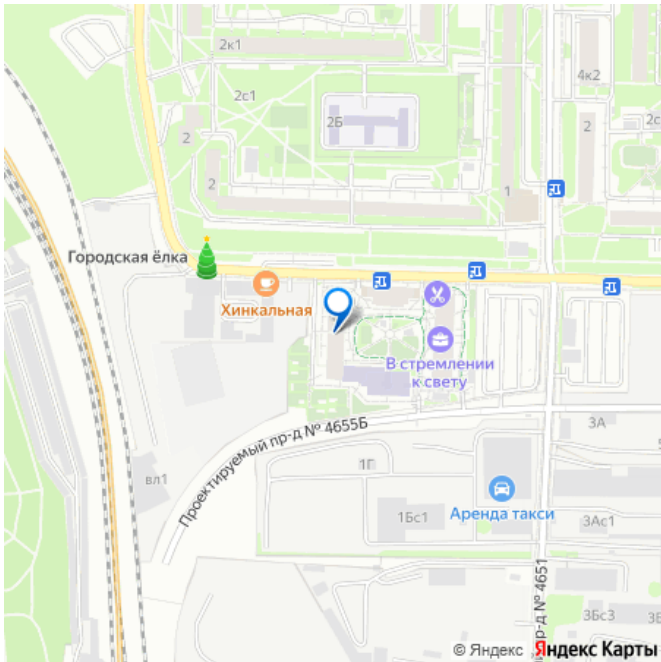 2к1
4к2
2с1
2Б
2
2
2с
2
1
Городская ёлка
Хинкальная
В стремлении
к свету
Проектируемый пр-д № 4655Б
3А
1Г
вл1
1Бс1
Аренда такси
3Ас1
пр-д № 4651
3Бс3
3Б
© Яндекс Яндекс Карты